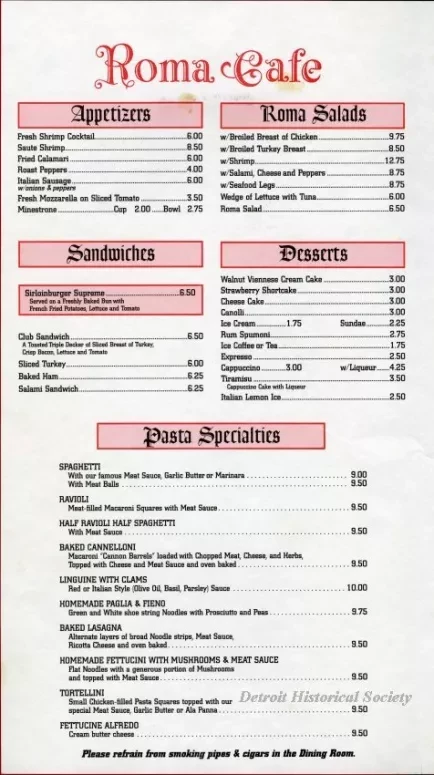 Roma Cafe
Appetizers
Fresh Shrimp Cocktail 6.00
Saute Shrimp 8.50
Fried Calamari 6.00
Roast Peppers 4.00
Italian Sausage 6.00
w/onions & peppers
Fresh Mozzarella on Sliced Tomato 3.50
Minestrone Cup 2.00 Bowl 2.75
Roma Salads
w/Broiled Breast of Chicken 9.75
w/Broiled Turkey Breast 8.50
w/Shrimp 12.75
w/Salami, Cheese and Peppers 8.75
w/Seafood Legs 8.75
Wedge of Lettuce with Tuna 6.00
Roma Salad 6.50
Sandwiches
Sirloinburger Supreme 6.50
Served on a Freshly Baked Bun with
French Fried Potatoes, Lettuce and Tomato
Club Sandwich 6.50
A Toasted Triple Decker of Sliced Breast of Turkey,
Crisp Bacon, Lettuce and Tomato
Sliced Turkey 6.00
Baked Ham 6.25
Salami Sandwich 6.25
Desserts
Walnut Viennese Cream Cake 3.00
Strawberry Shortcake 3.00
Cheese Cake 3.00
Canolli 3.00
Ice Cream 1.75 Sundae 2.25
Rum Spumoni 2.75
Ice Coffee or Tea 1.75
Expresso 2.50
Cappuccino 3.00 w/Liqueur 4.25
Tiramisu 3.50
Cappuccino Cake with Liqueur
Italian Lemon Ice 2.50
Pasta Specialties
SPAGHETTI
With our famous Meat Sauce, Garlic Butter or Marinara 9.00
With Meat Balls 9.50
RAVIOLI
Meat-filled Macaroni Squares with Meat Sauce 9.50
HALF RAVIOLI HALF SPAGHETTI
With Meat Sauce 9.50
BAKED CANNELLONI
Macaroni "Cannon Barrels" loaded with Chopped Meat, Cheese, and Herbs,
Topped with Cheese and Meat Sauce and oven baked 9.50
LINGUINE WITH CLAMS
Red or Italian Style (Olive Oil, Basil, Parsley) Sauce 10.00
HOMEMADE PAGLIA & FIENO
Green and White shoe string Noodles with Prosciutto and Peas 9.75
BAKED LASAGNA
Alternate layers of broad Noodle strips, Meat Sauce,
Ricotta Cheese and oven baked 9.50
HOMEMADE FETTUCINI WITH MUSHROOMS & MEAT SAUCE
Flat Noodles with a generous portion of Mushrooms
and topped with Meat Sauce 9.50
TORTELLINI
Small Chicken-filled Pasta Squares topped with our
special Meat Sauce, Garlic Butter or Ala Panna 9.50
Detroit Historical Society
FETTUCINE ALFREDO
Cream butter cheese 9.50
Please refrain from smoking pipes & cigars in the Dining Room.